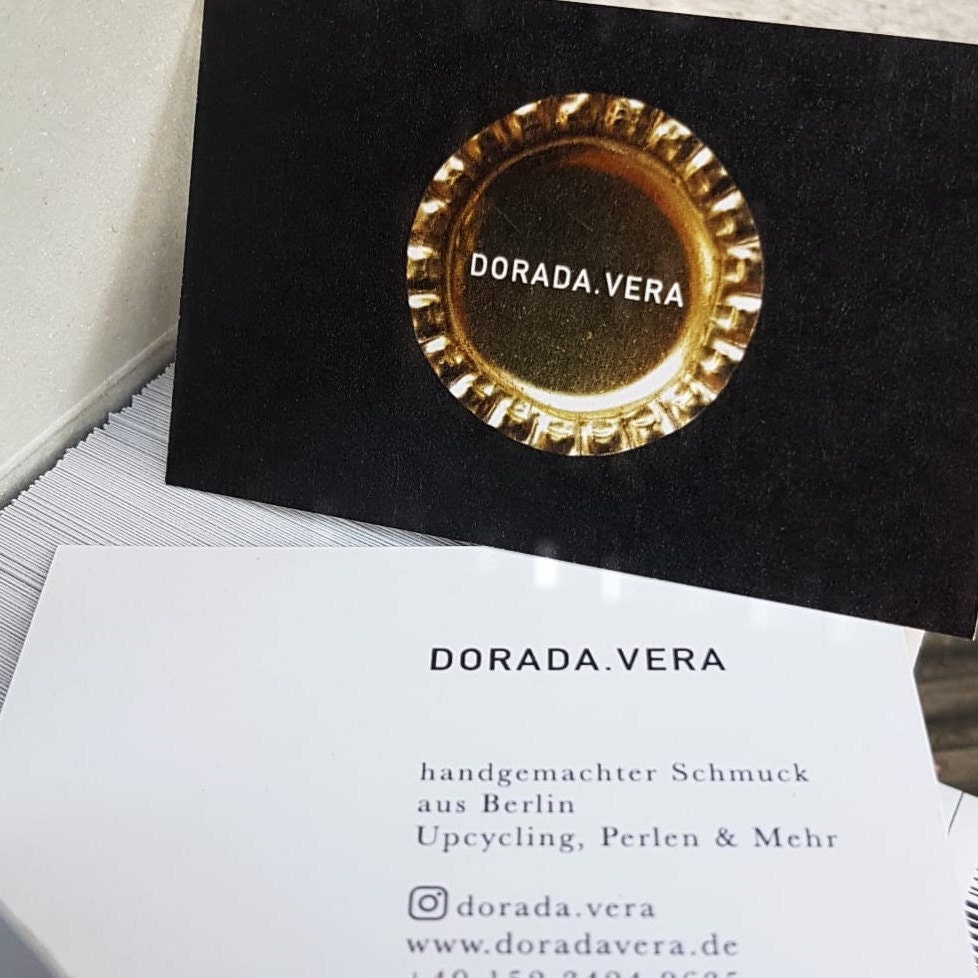 DORADA.VERA
DORADA.VERA
handgemachter Schmuck
aus Berlin
Upcycling, Perlen & Mehr
dorada.vera
www.doradavera.de